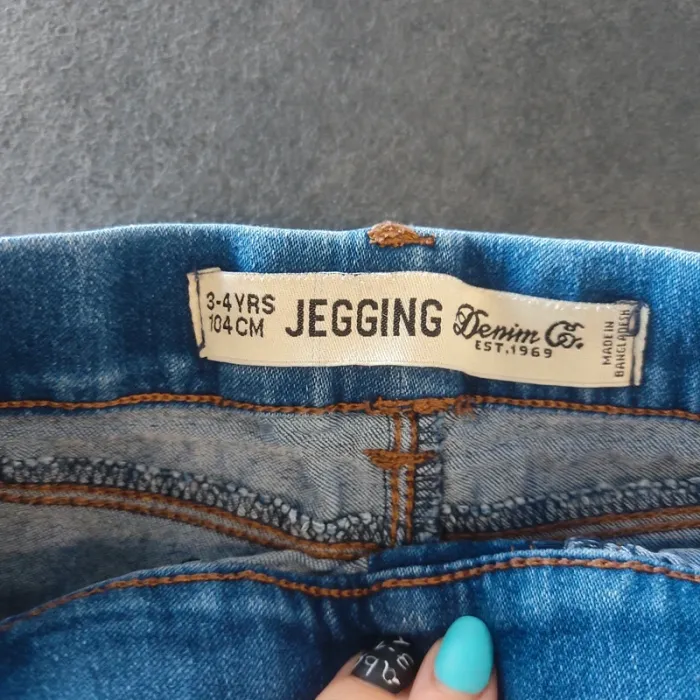 3-4 YRS
104 CM
JEGGING
Denim Co.
EST.1969
MADE IN
BANGLADESH